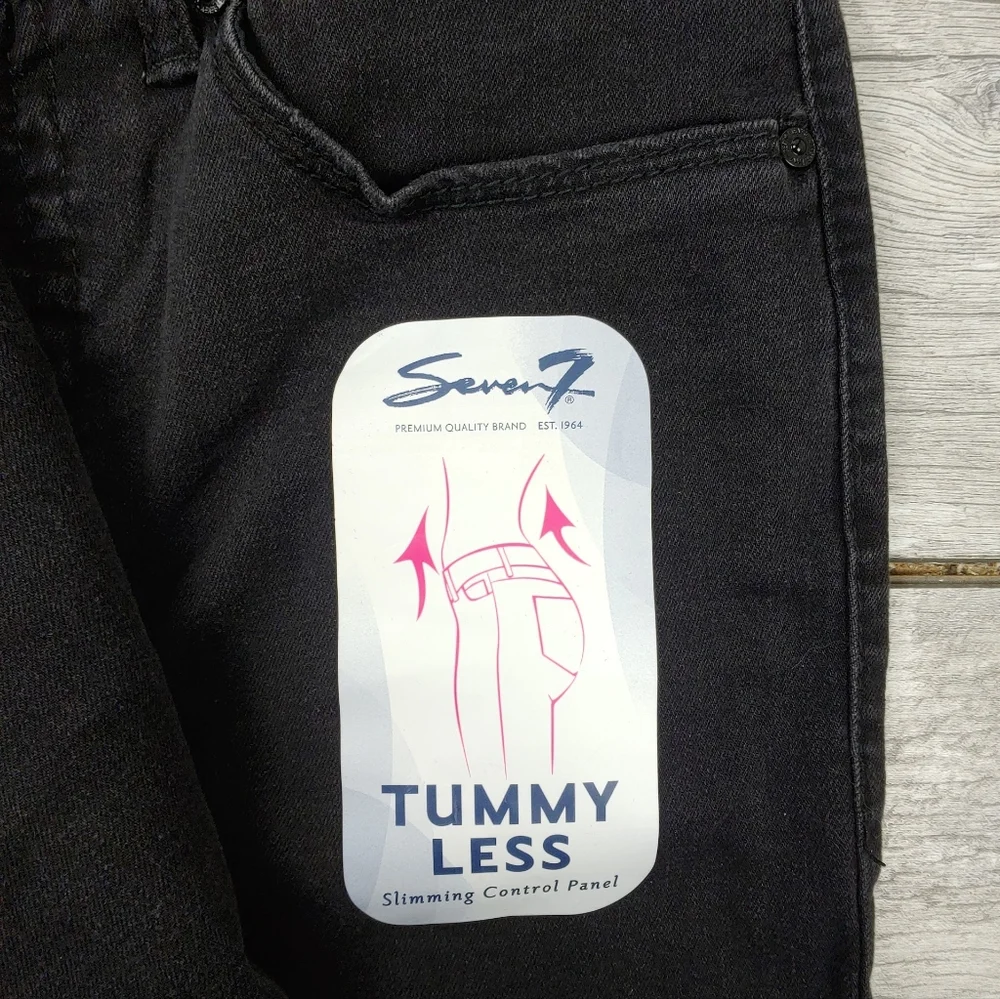 Seven7®
PREMIUM QUALITY BRAND EST. 1964
TUMMY
LESS
Slimming Control Panel